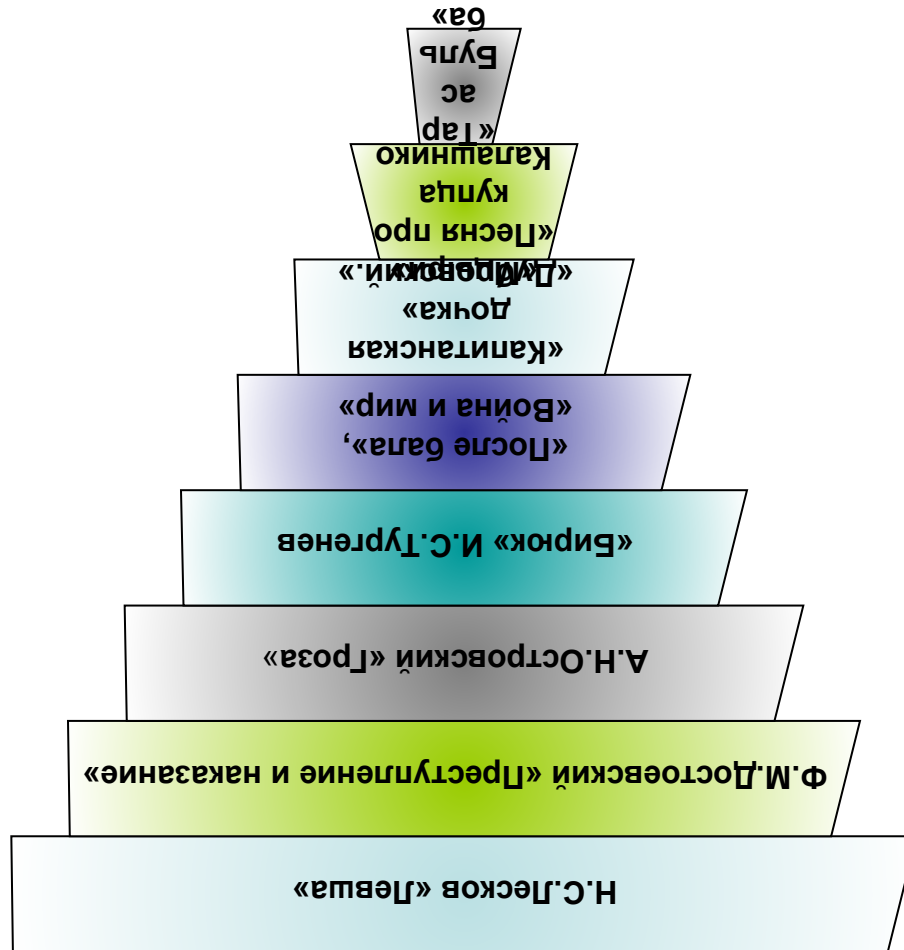 Н.С.Лесков «Левша»
Ф.М.Достоевский «Преступление и наказание»
А.Н.Островский «Гроза»
«Бирюк» И.С.Тургенев
«После бала»,
«Война и мир»
«Капитанская
дочка»
«Дубровский».
«Мцыри»,
«Песня про
купца
Калашнико
«Тар
ас
Буль
ба»